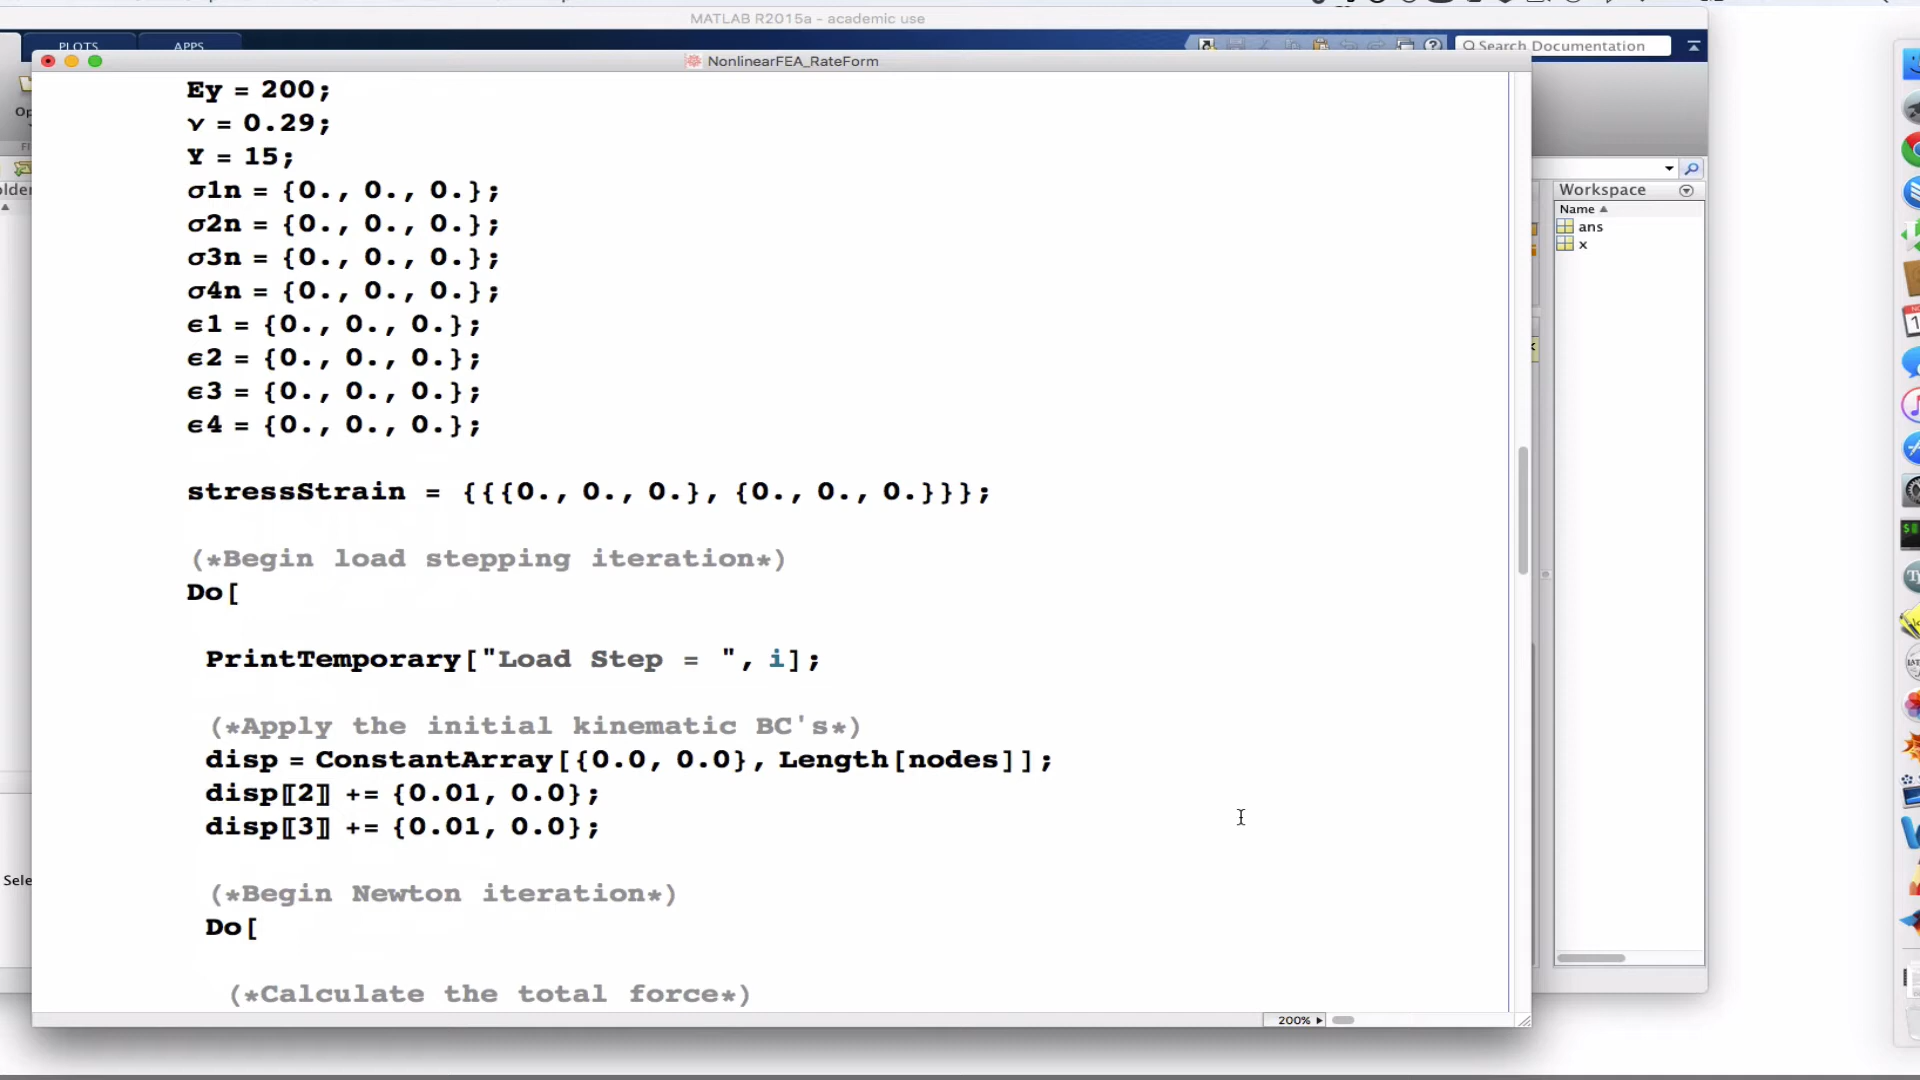 MATLAB R2015a - academic use
PLOTS
APPS
Search Documentation
NonlinearFEA_RateForm
Ey = 200;
ν = 0.29;
Y = 15;
σ1n = {0., 0., 0.};
σ2n = {0., 0., 0.};
σ3n = {0., 0., 0.};
σ4n = {0., 0., 0.};
ϵ1 = {0., 0., 0.};
ϵ2 = {0., 0., 0.};
ϵ3 = {0., 0., 0.};
ϵ4 = {0., 0., 0.};
stressStrain = {{{0., 0., 0.}, {0., 0., 0.}}};
(*Begin load stepping iteration*)
Do[
PrintTemporary["Load Step = ", i];
(*Apply the initial kinematic BC's*)
disp = ConstantArray[{0.0, 0.0}, Length[nodes]];
disp⟦2⟧ += {0.01, 0.0};
disp⟦3⟧ += {0.01, 0.0};
(*Begin Newton iteration*)
Do[
(*Calculate the total force*)
200%
Workspace
Name
ans
x
Sele